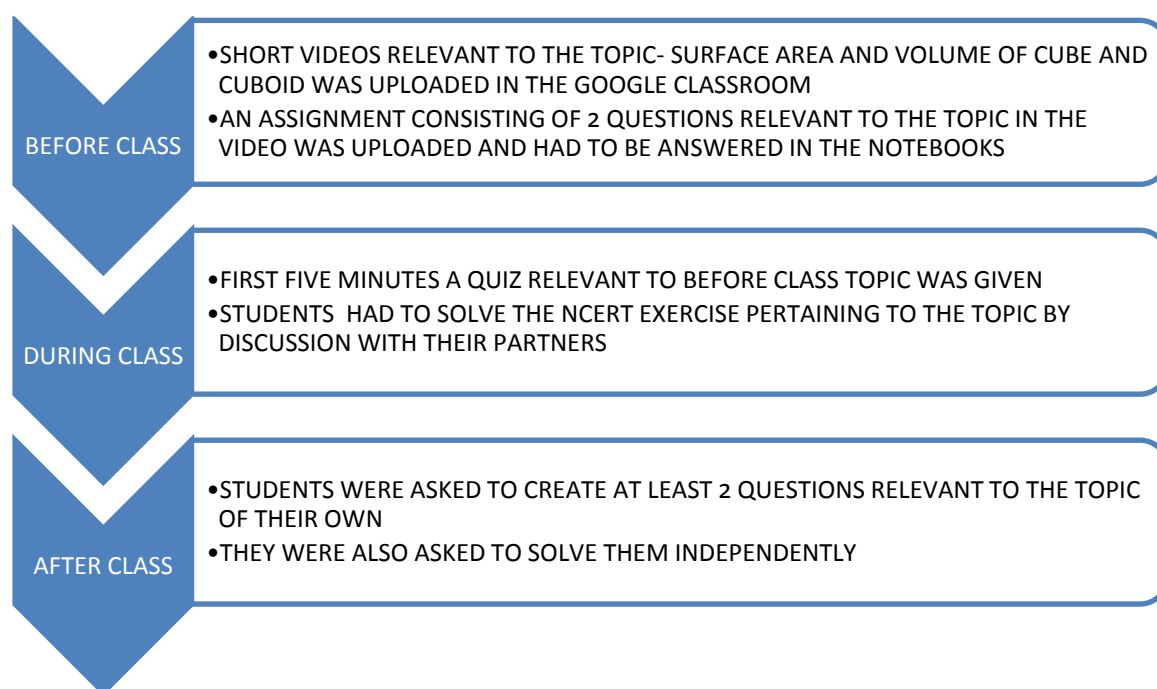 BEFORE CLASS
•SHORT VIDEOS RELEVANT TO THE TOPIC- SURFACE AREA AND VOLUME OF CUBE AND
CUBOID WAS UPLOADED IN THE GOOGLE CLASSROOM
•AN ASSIGNMENT CONSISTING OF 2 QUESTIONS RELEVANT TO THE TOPIC IN THE
VIDEO WAS UPLOADED AND HAD TO BE ANSWERED IN THE NOTEBOOKS
DURING CLASS
•FIRST FIVE MINUTES A QUIZ RELEVANT TO BEFORE CLASS TOPIC WAS GIVEN
•STUDENTS HAD TO SOLVE THE NCERT EXERCISE PERTAINING TO THE TOPIC BY
DISCUSSION WITH THEIR PARTNERS
AFTER CLASS
•STUDENTS WERE ASKED TO CREATE AT LEAST 2 QUESTIONS RELEVANT TO THE TOPIC
OF THEIR OWN
•THEY WERE ALSO ASKED TO SOLVE THEM INDEPENDENTLY